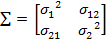 Σ = [σ₁² σ₁₂
σ₂₁ σ₂²]